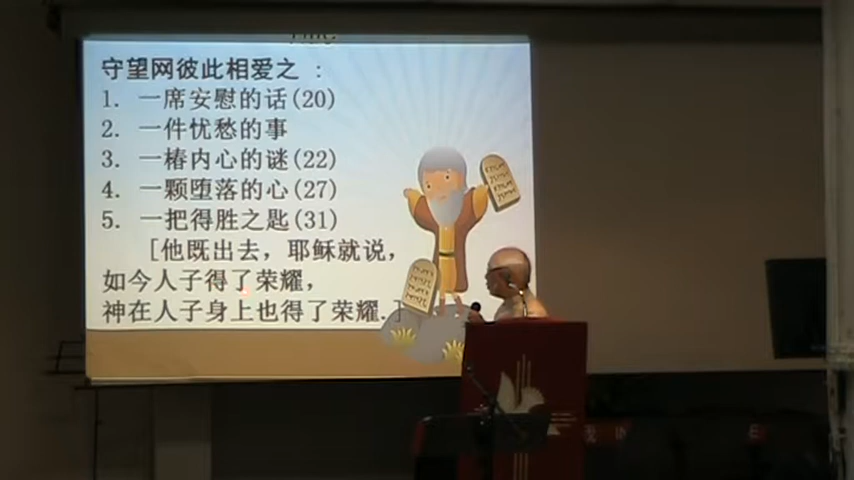 守望网彼此相爱之 :
1. 一席安慰的话(20)
2. 一件忧愁的事
3. 一椿内心的谜(22)
4. 一颗堕落的心(27)
5. 一把得胜之匙(31)
[他既出去，耶稣就说，
如今人子得了荣耀，
神在人子身上也得了荣耀.]